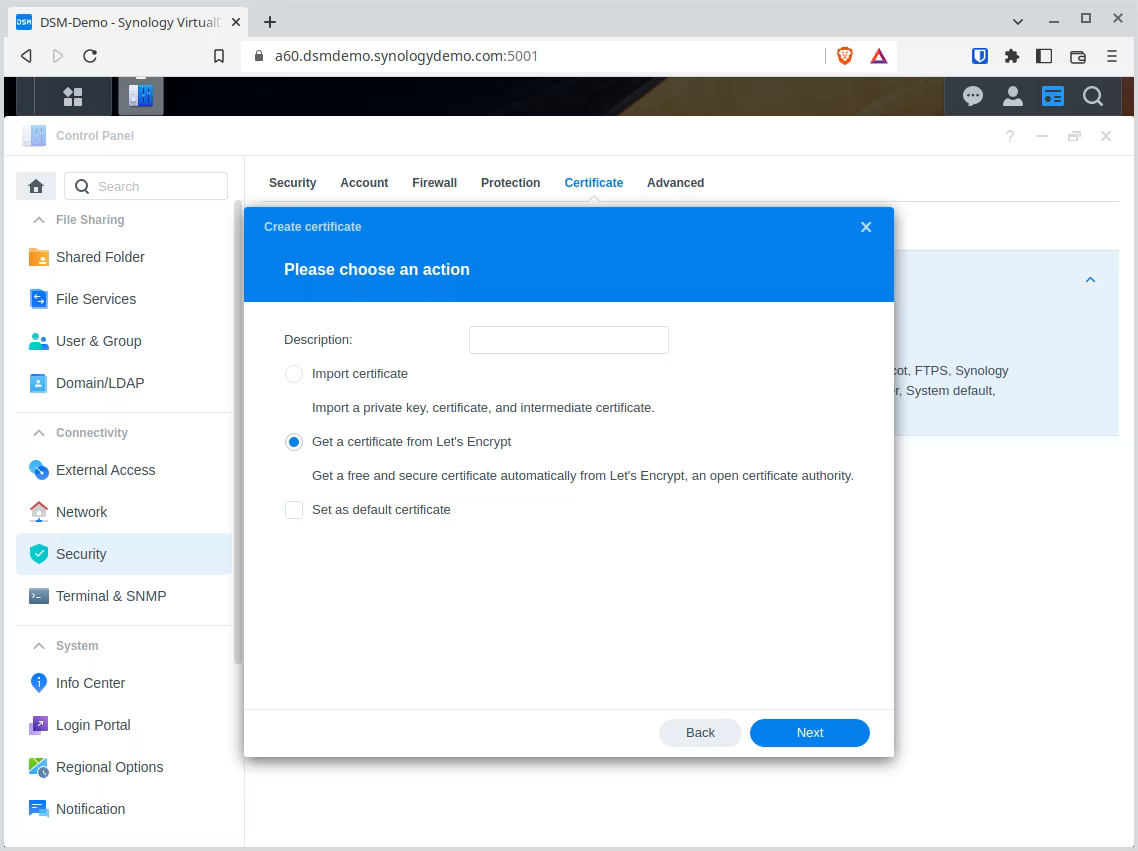 DSM
DSM-Demo - Synology Virtual
a60.dsmdemo.synologydemo.com:5001
Control Panel
?
Search
Security Account Firewall Protection Certificate Advanced
File Sharing
Shared Folder
File Services
User & Group
Domain/LDAP
Connectivity
External Access
Network
Security
Terminal & SNMP
System
Info Center
Login Portal
Regional Options
Notification
Create certificate
Please choose an action
Description:
Import certificate
Import a private key, certificate, and intermediate certificate.
Get a certificate from Let's Encrypt
Get a free and secure certificate automatically from Let's Encrypt, an open certificate authority.
Set as default certificate
Back Next
FTPS, Synology
System default,